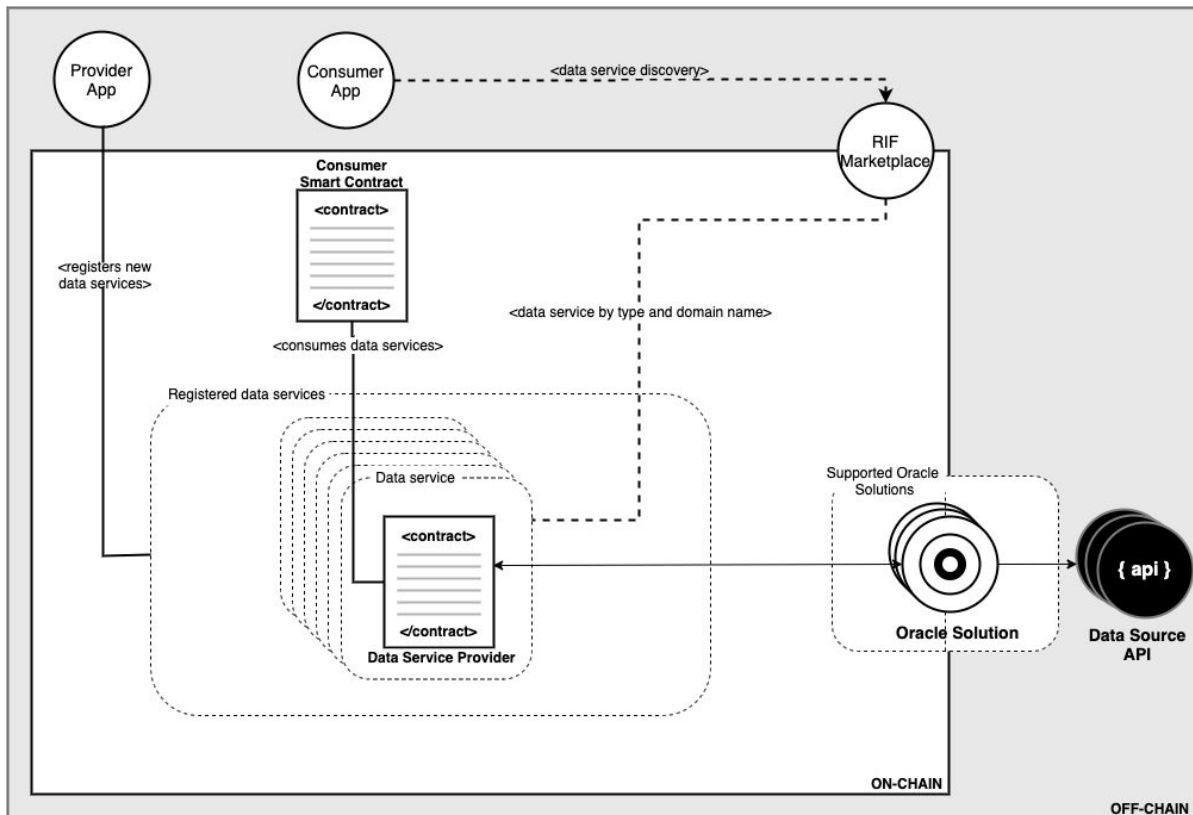 Provider
App
Consumer
App
<data service discovery>
RIF
Marketplace
Consumer
Smart Contract
<contract>
</contract>
<registers new
data services>
<data service by type and domain name>
<consumes data services>
Registered data services
Data service
<contract>
</contract>
Data Service Provider
Supported Oracle
Solutions
Oracle Solution
{ api }
Data Source
API
ON-CHAIN
OFF-CHAIN